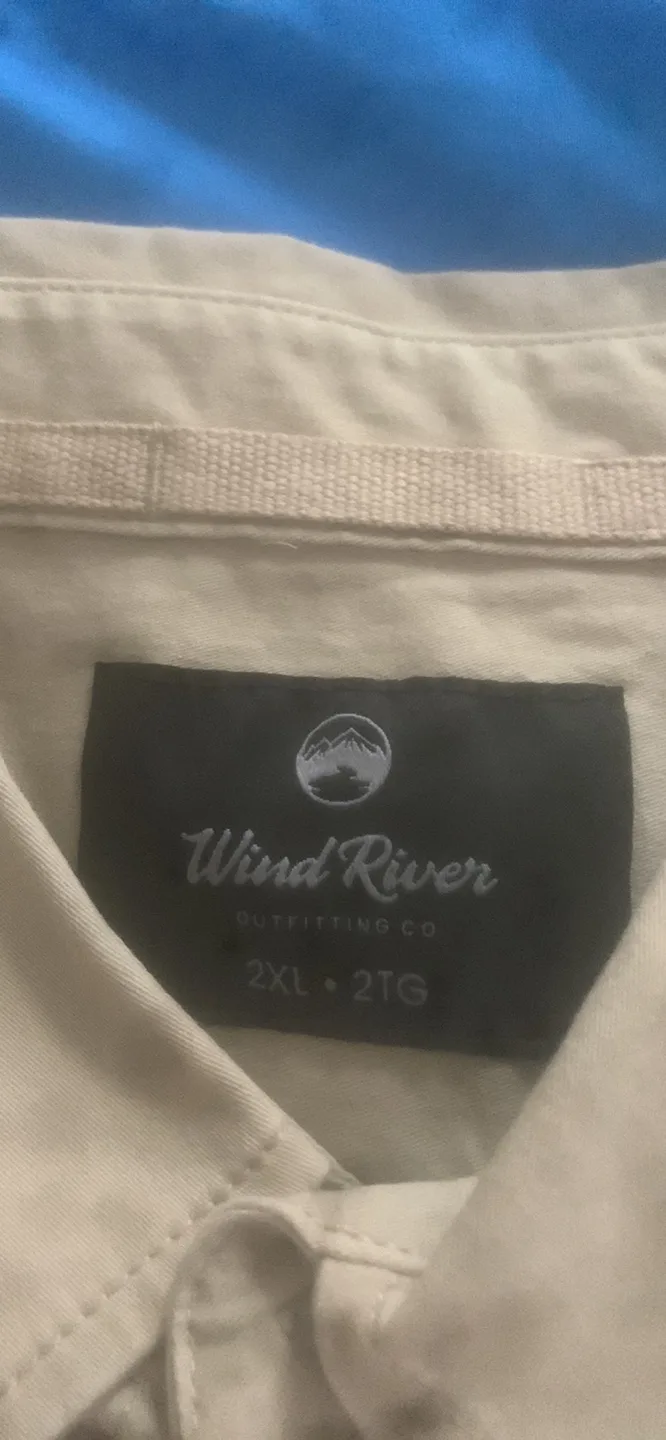 Wind River
OUTFITTING CO
2XL • 2TG